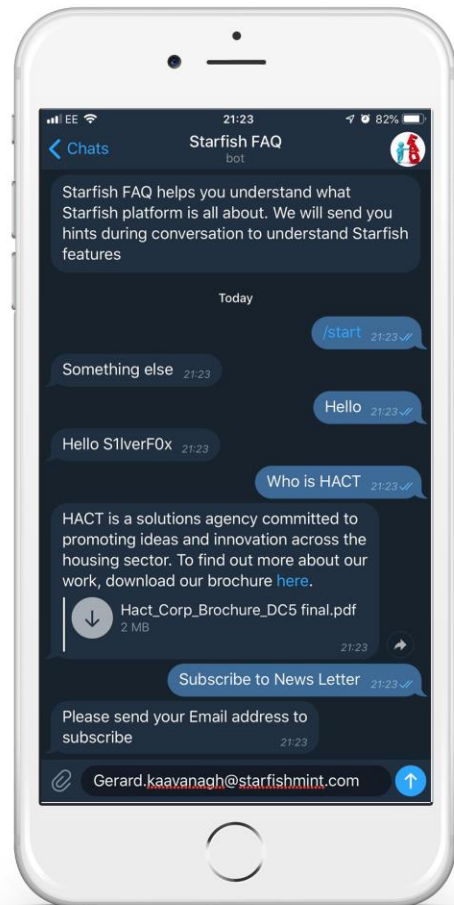 EE 21:23 82%
Chats Starfish FAQ
bot
Starfish FAQ helps you understand what
Starfish platform is all about. We will send you
hints during conversation to understand Starfish
features
Today
/start 21:23
Something else 21:23
Hello 21:23
Hello S1lverF0x 21:23
Who is HACT 21:23
HACT is a solutions agency committed to
promoting ideas and innovation across the
housing sector. To find out more about our
work, download our brochure here.
Hact_Corp_Brochure_DC5 final.pdf
2 MB
21:23
Subscribe to News Letter 21:23
Please send your Email address to
subscribe 21:23
Gerard.kaavanagh@starfishmint.com